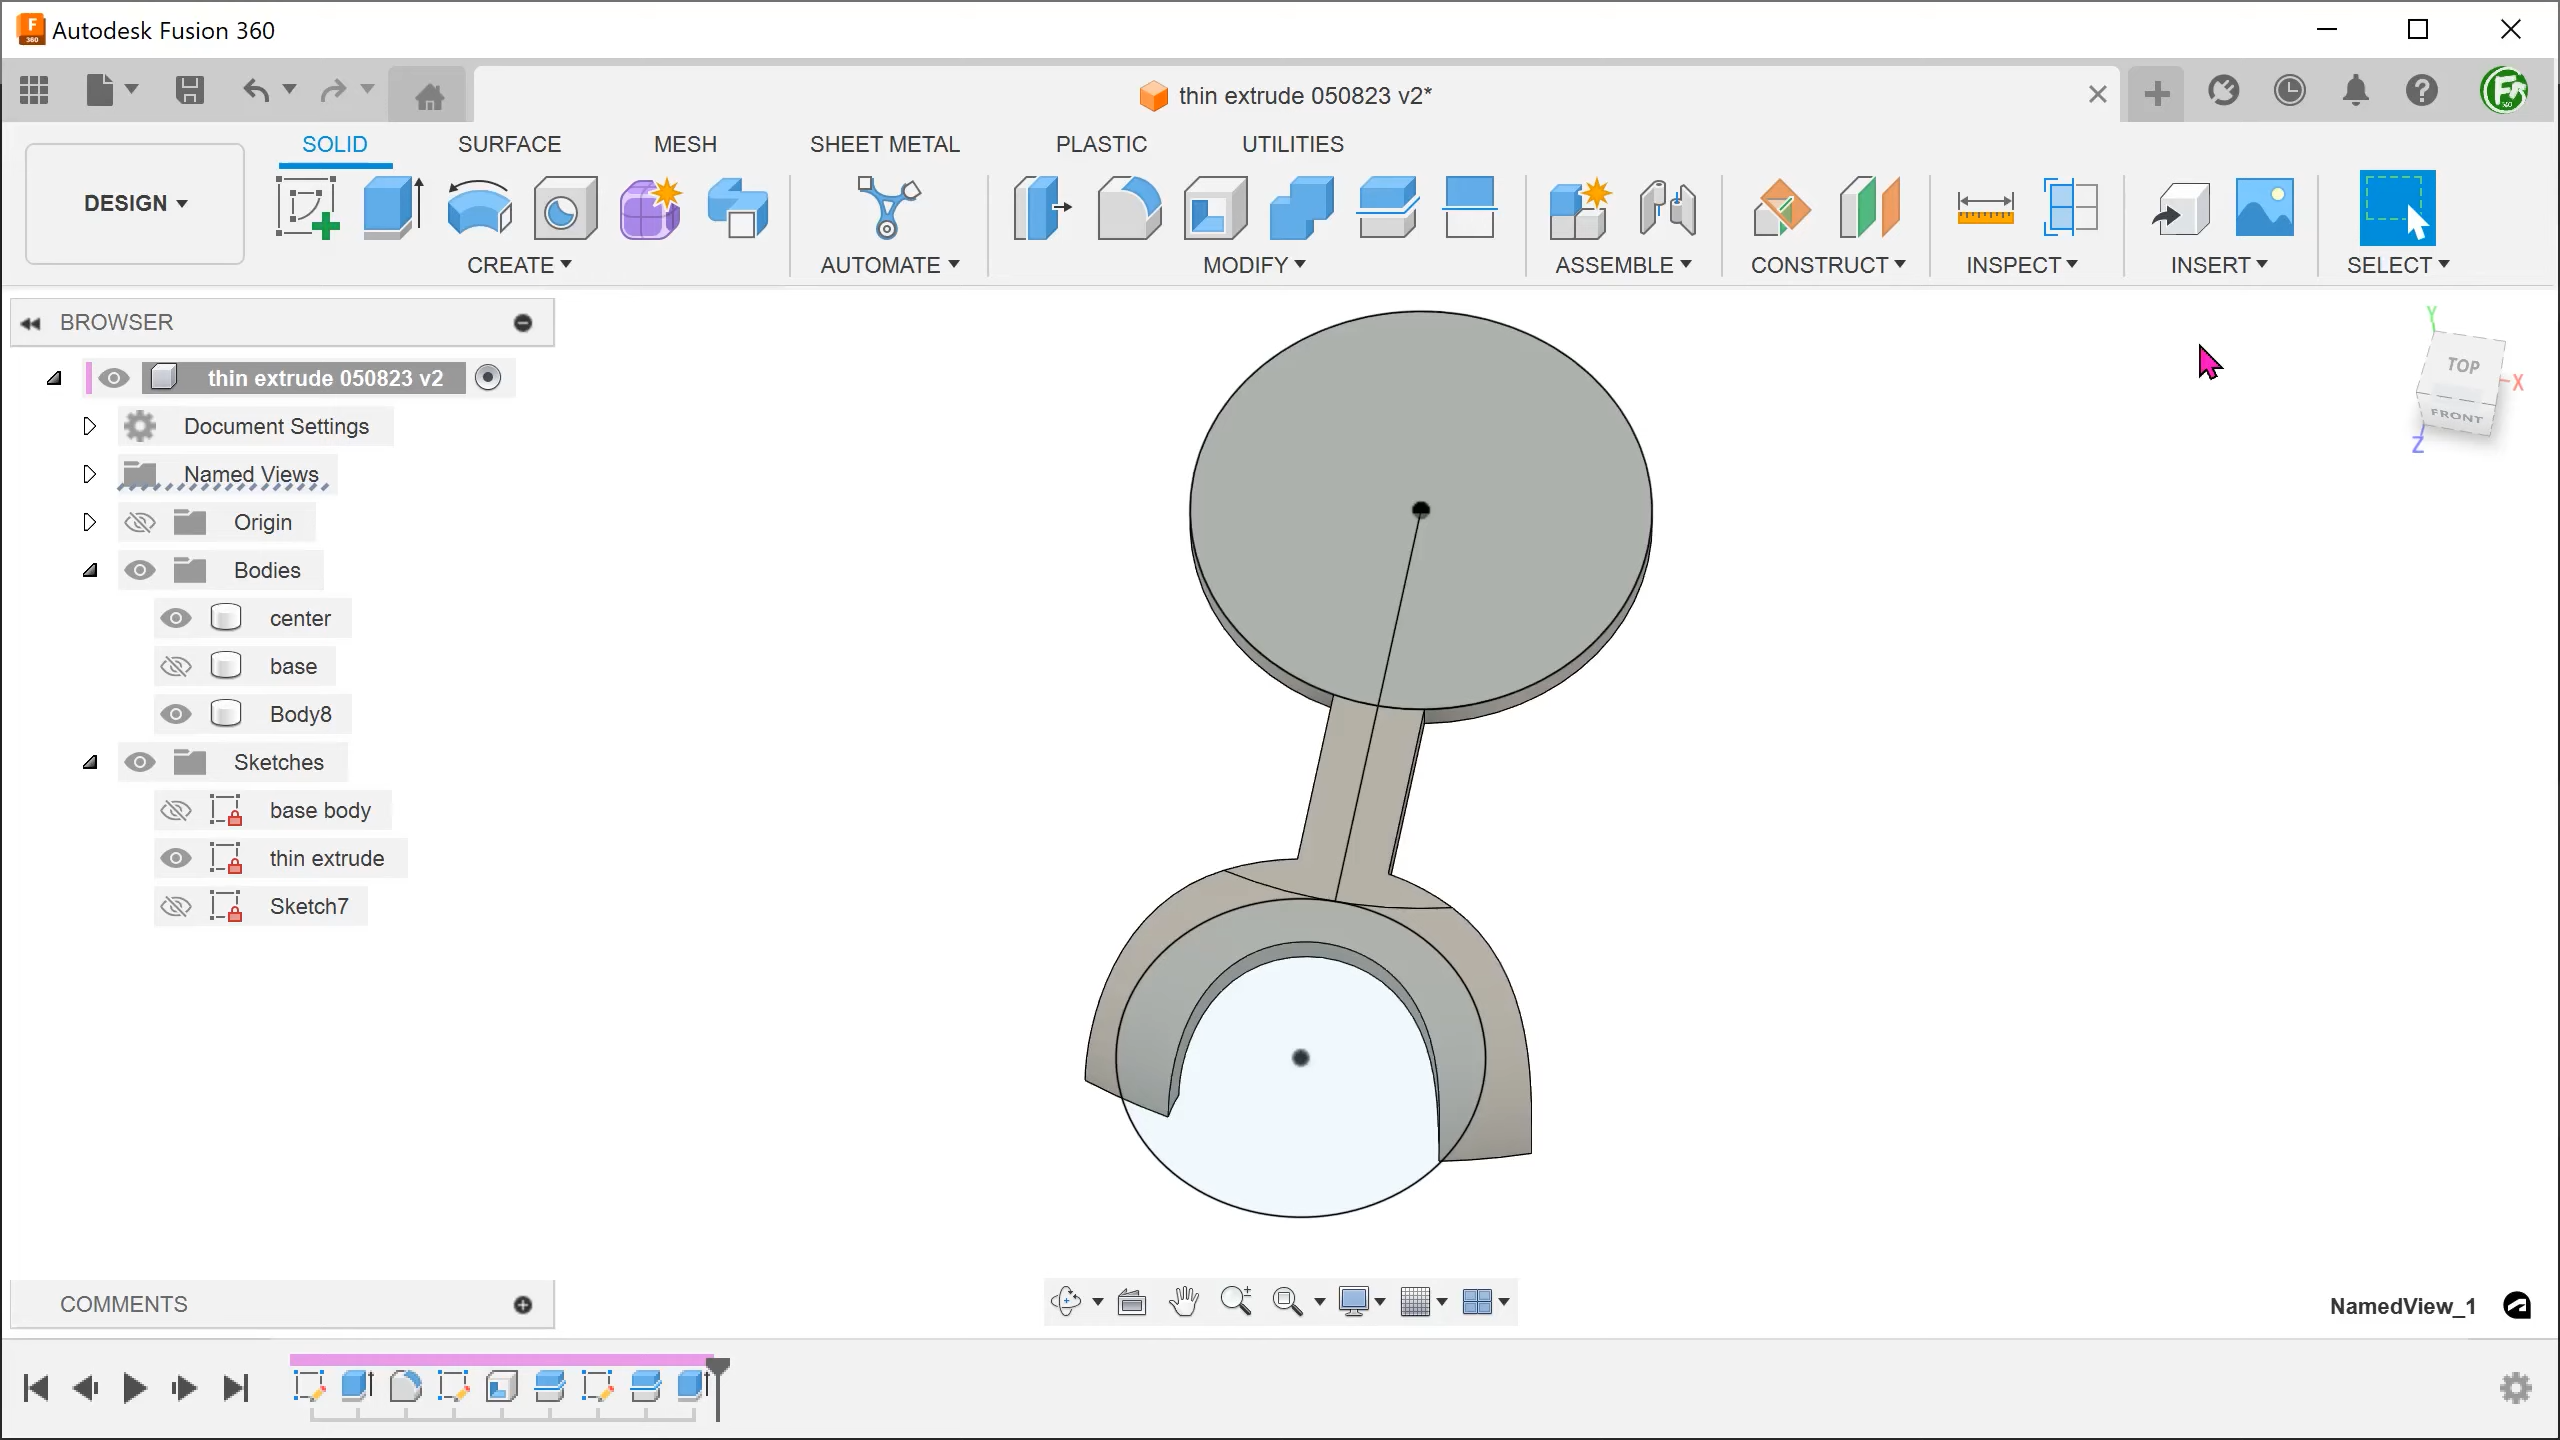 Autodesk Fusion 360
thin extrude 050823 v2*
SOLID SURFACE MESH SHEET METAL PLASTIC UTILITIES
DESIGN
CREATE AUTOMATE MODIFY ASSEMBLE CONSTRUCT INSPECT INSERT SELECT
BROWSER
thin extrude 050823 v2
Document Settings
Named Views
Origin
Bodies
center
base
Body8
Sketches
base body
thin extrude
Sketch7
Y
TOP
X
FRONT
Z
COMMENTS
NamedView_1